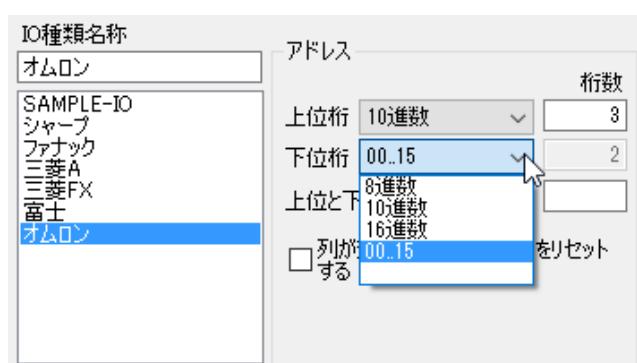 IO種類名称
オムロン
SAMPLE-IO
シャープ
ファナック
三菱A
三菱FX
富士
オムロン
アドレス
桁数
上位桁 10進数 3
下位桁 00..15 2
8進数
10進数
16進数
00..15
上位と下
列が
をリセット
する